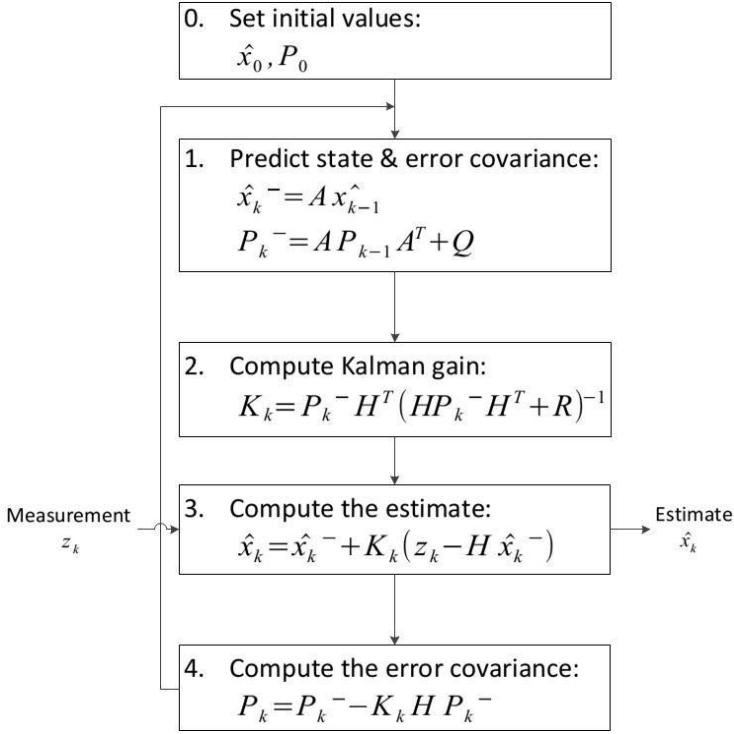 0. Set initial values:
x̂₀, P₀
1. Predict state & error covariance:
x̂ₖ⁻ = A x̂ₖ₋₁
Pₖ⁻ = A Pₖ₋₁ Aᵀ + Q
2. Compute Kalman gain:
Kₖ = Pₖ⁻ Hᵀ (HPₖ⁻ Hᵀ + R)⁻¹
Measurement
zₖ
3. Compute the estimate:
x̂ₖ = x̂ₖ⁻ + Kₖ (zₖ − H x̂ₖ⁻)
Estimate
x̂ₖ
4. Compute the error covariance:
Pₖ = Pₖ⁻ − Kₖ H Pₖ⁻